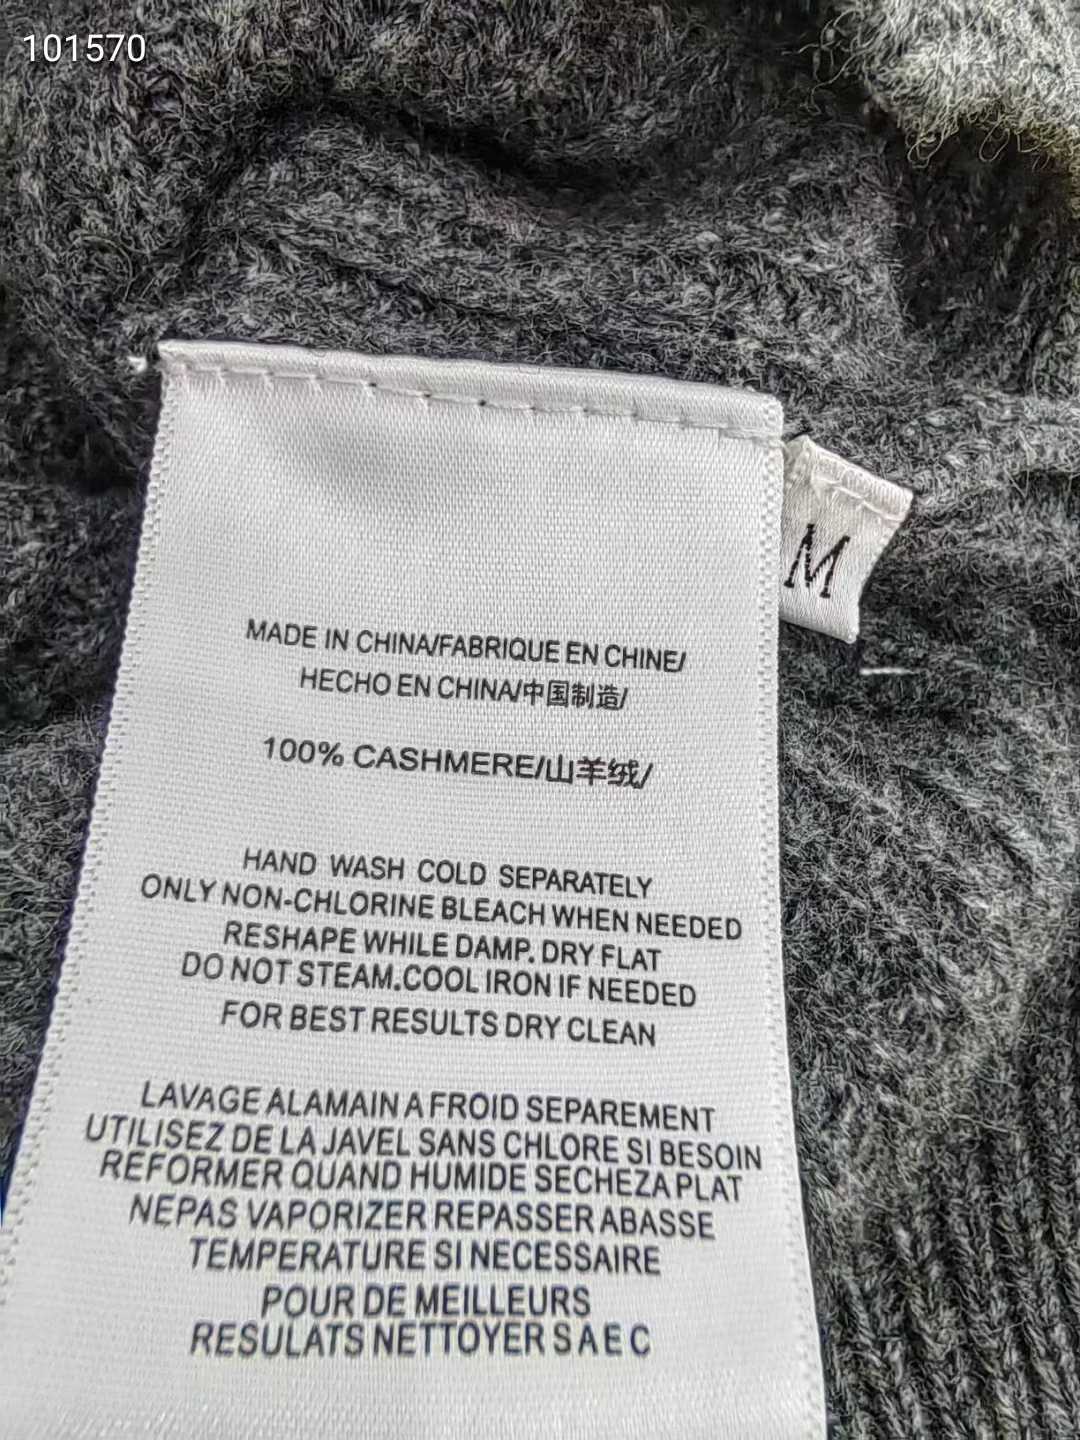 101570
M
MADE IN CHINA/FABRIQUE EN CHINE/
HECHO EN CHINA/中国制造/
100% CASHMERE/山羊绒/
HAND WASH COLD SEPARATELY
ONLY NON-CHLORINE BLEACH WHEN NEEDED
RESHAPE WHILE DAMP. DRY FLAT
DO NOT STEAM.COOL IRON IF NEEDED
FOR BEST RESULTS DRY CLEAN
LAVAGE ALAMAIN A FROID SEPAREMENT
UTILISEZ DE LA JAVEL SANS CHLORE SI BESOIN
REFORMER QUAND HUMIDE SECHEZA PLAT
NEPAS VAPORIZER REPASSER ABASSE
TEMPERATURE SI NECESSAIRE
POUR DE MEILLEURS
RESULATS NETTOYER S A E C